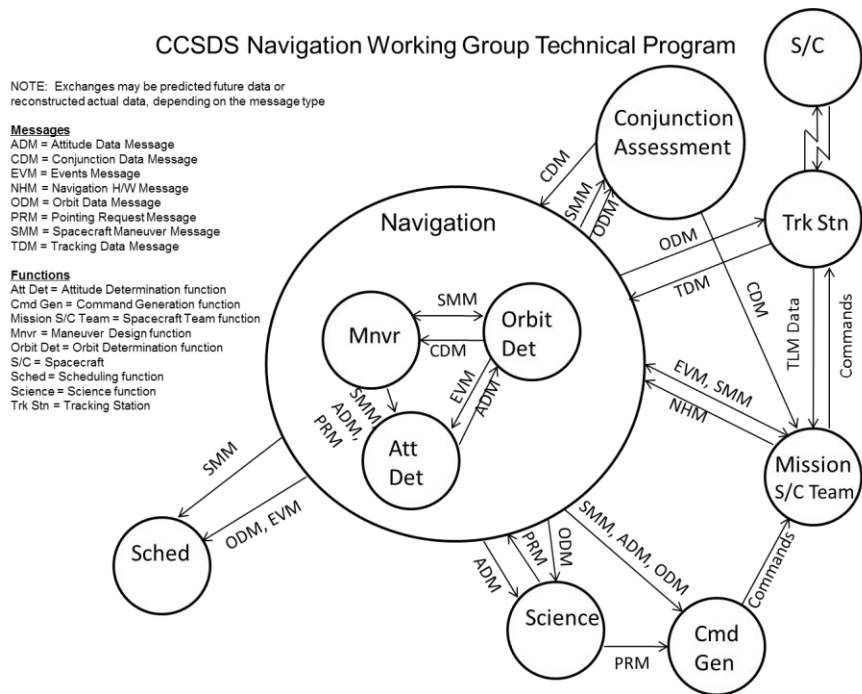 CCSDS Navigation Working Group Technical Program
NOTE:  Exchanges may be predicted future data or
reconstructed actual data, depending on the message type
Messages
ADM = Attitude Data Message
CDM = Conjunction Data Message
EVM = Events Message
NHM = Navigation H/W Message
ODM = Orbit Data Message
PRM = Pointing Request Message
SMM = Spacecraft Maneuver Message
TDM = Tracking Data Message
Functions
Att Det = Attitude Determination function
Cmd Gen = Command Generation function
Mission S/C Team = Spacecraft Team function
Mnvr = Maneuver Design function
Orbit Det = Orbit Determination function
S/C = Spacecraft
Sched = Scheduling function
Science = Science function
Trk Stn = Tracking Station
S/C
Conjunction
Assessment
CDM
SMM
ODM
Navigation
Trk Stn
ODM
TDM
CDM
TLM Data
Commands
SMM
Mnvr
Orbit
Det
CDM
EVM
ADM
SMM,
ADM,
PRM
Att
Det
EVM, SMM
NHM
Mission
S/C Team
SMM
ODM, EVM
Sched
ADM
PRM
ODM
SMM, ADM, ODM
Science
PRM
Cmd
Gen
Commands